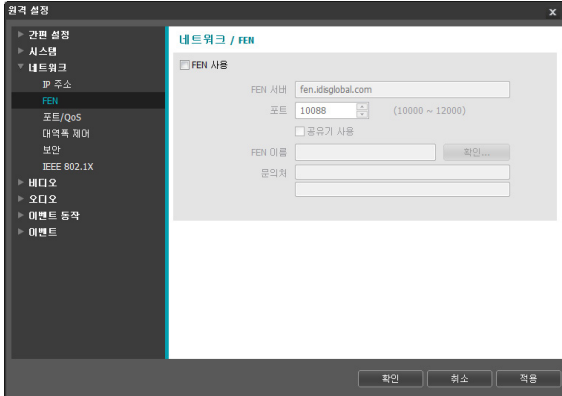 원격 설정
x
간편 설정
시스템
네트워크
IP 주소
FEN
포트/QoS
대역폭 제어
보안
IEEE 802.1X
비디오
오디오
이벤트 동작
이벤트
네트워크 / FEN
FEN 사용
FEN 서버 fen.idisglobal.com
포트 10088 (10000 ~ 12000)
공유기 사용
FEN 이름 확인...
문의처
확인 취소 적용